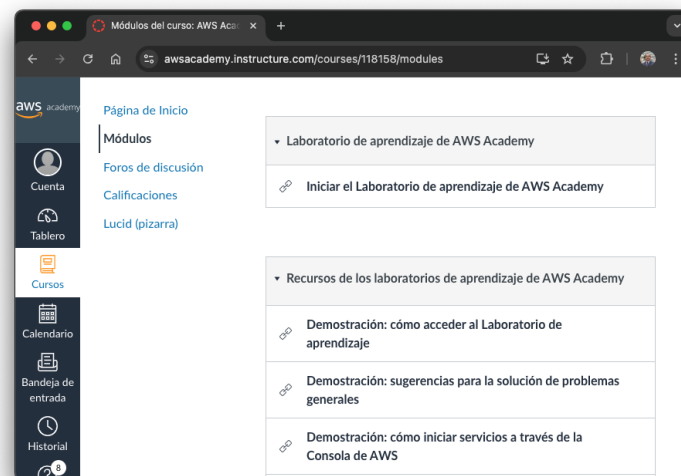 Módulos del curso: AWS Aca
awsacademy.instructure.com/courses/118158/modules
aws academy
Cuenta
Tablero
Cursos
Calendario
Bandeja de
entrada
Historial
8
Página de Inicio
Módulos
Foros de discusión
Calificaciones
Lucid (pizarra)
Laboratorio de aprendizaje de AWS Academy
Iniciar el Laboratorio de aprendizaje de AWS Academy
Recursos de los laboratorios de aprendizaje de AWS Academy
Demostración: cómo acceder al Laboratorio de
aprendizaje
Demostración: sugerencias para la solución de problemas
generales
Demostración: cómo iniciar servicios a través de la
Consola de AWS